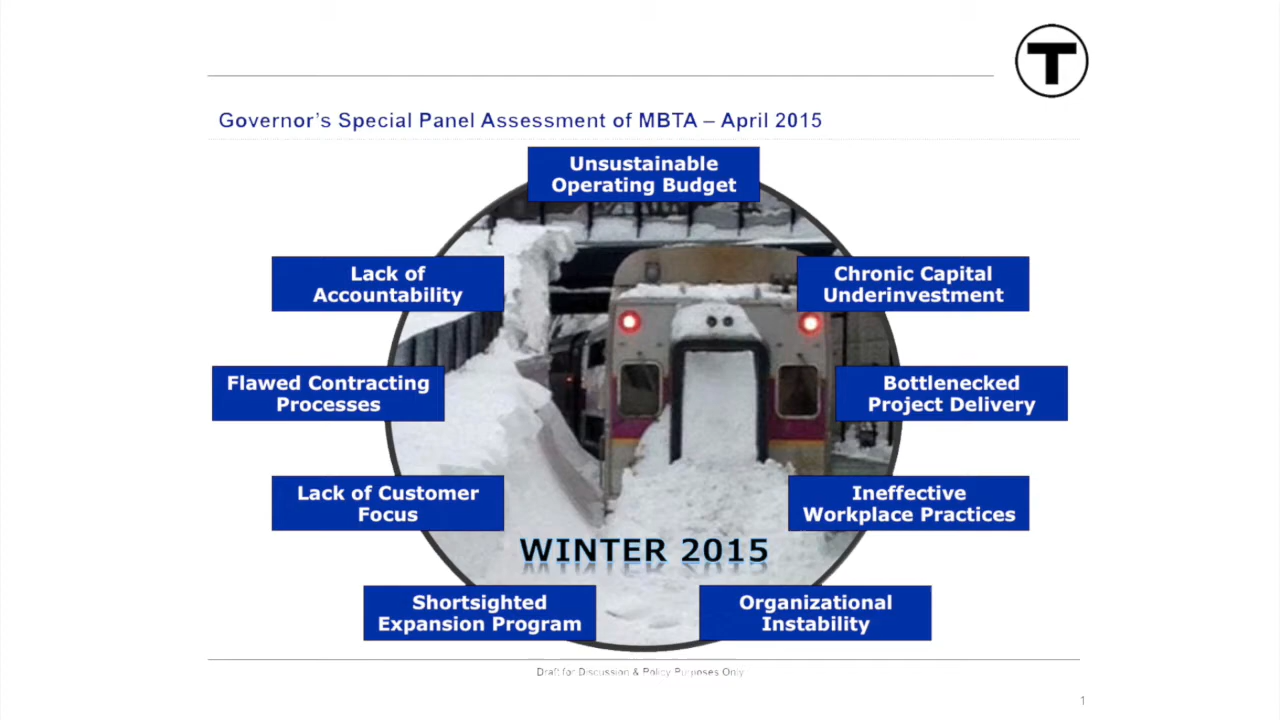 T
Governor’s Special Panel Assessment of MBTA – April 2015
Unsustainable
Operating Budget
Lack of
Accountability
Chronic Capital
Underinvestment
Flawed Contracting
Processes
Bottlenecked
Project Delivery
Lack of Customer
Focus
Ineffective
Workplace Practices
WINTER 2015
Shortsighted
Expansion Program
Organizational
Instability
Draft for Discussion & Policy Purposes Only
1